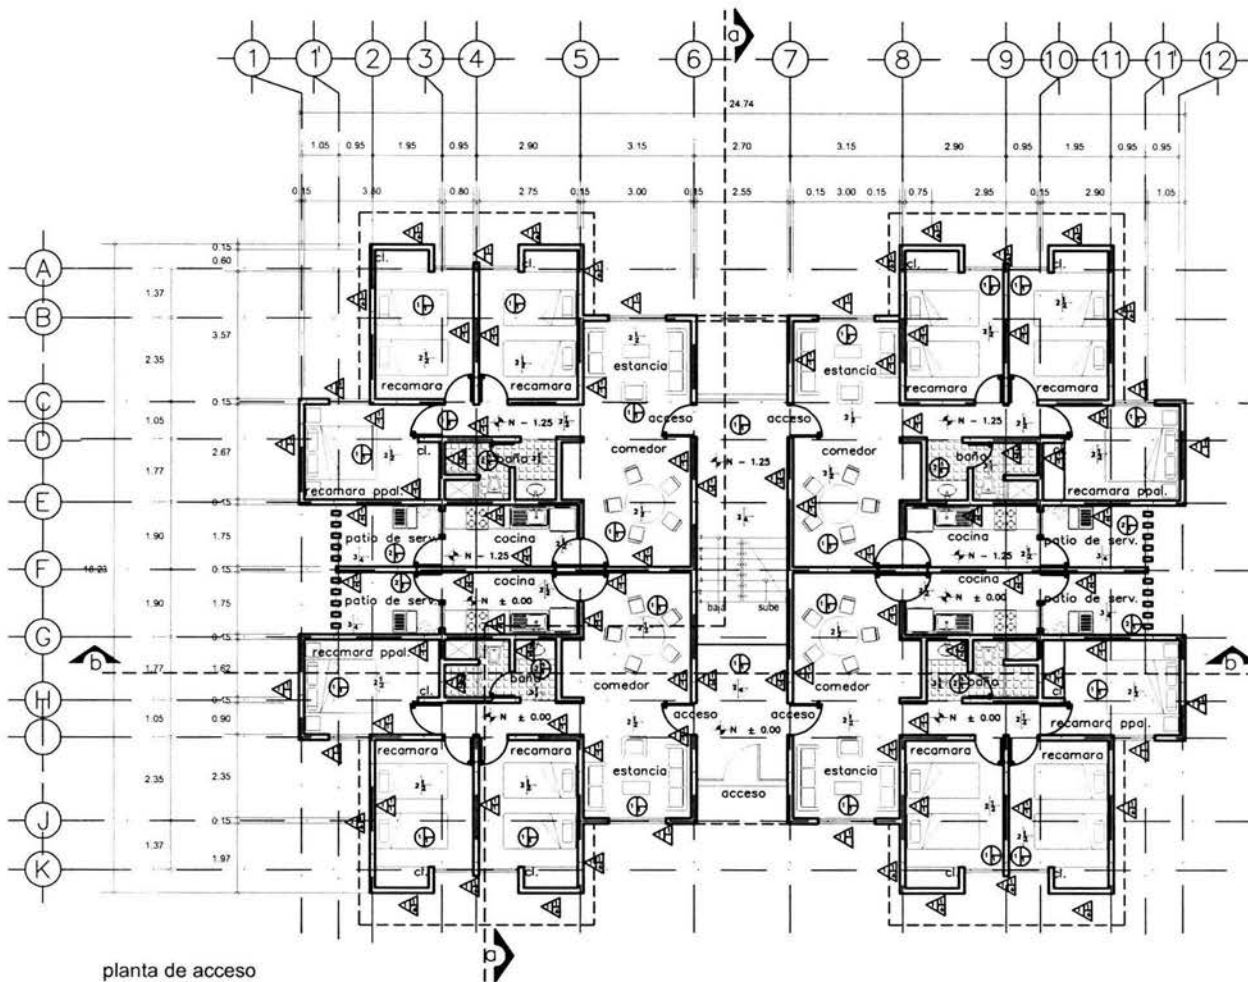 a
1 1' 2 3 4 5 6 7 8 9 10 11 11' 12
24.74
1.05 0.95 1.95 0.95 2.90 3.15 2.70 3.15 2.90 0.95 1.95 0.95 0.95
0.15 3.80 0.80 2.75 0.15 3.00 0.15 2.55 0.15 3.00 0.15 0.75 2.95 0.15 2.90 1.05
A
B
C
D
E
F
G
H
I
J
K
1.37
2.35
1.05
1.77
1.90
1.90
1.77
1.05
2.35
1.37
0.15
0.60
3.57
0.15
2.67
0.15
1.75
0.15
1.75
0.15
1.62
0.15
0.90
2.35
0.15
1.97
cl. cl. cl. cl.
estancia estancia
recamara recamara recamara recamara
acceso acceso
N - 1.25 N - 1.25
comedor comedor
N - 1.25
cl. baña baña cl.
recamara ppal. recamara ppal.
patio de serv. cocina cocina patio de serv.
N - 1.25 N - 1.25
cocina cocina
patio de serv. N ± 0.00 N ± 0.00 patio de serv.
baja sube
recamara ppal.
b b
cl. baña comedor comedor baña cl.
N ± 0.00 acceso acceso N ± 0.00 recamara ppal.
N ± 0.00
recamara recamara recamara recamara
estancia estancia
acceso
cl. cl. cl. cl.
a
planta de acceso